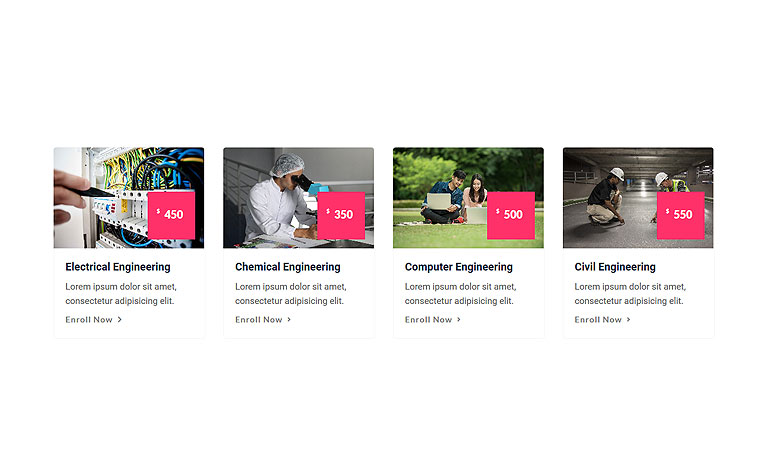 $ 450
Electrical Engineering
Lorem ipsum dolor sit amet,
consectetur adipisicing elit.
Enroll Now >
$ 350
Chemical Engineering
Lorem ipsum dolor sit amet,
consectetur adipisicing elit.
Enroll Now >
$ 500
Computer Engineering
Lorem ipsum dolor sit amet,
consectetur adipisicing elit.
Enroll Now >
$ 550
Civil Engineering
Lorem ipsum dolor sit amet,
consectetur adipisicing elit.
Enroll Now >